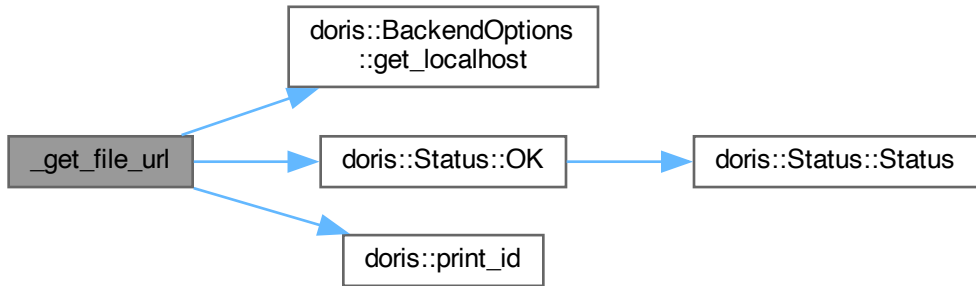 doris::BackendOptions
::get_localhost
_get_file_url
doris::Status::OK
doris::Status::Status
doris::print_id